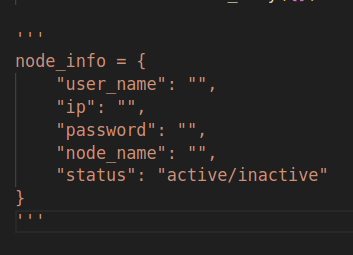 '''
node_info = {
    "user_name": "",
    "ip": "",
    "password": "",
    "node_name": "",
    "status": "active/inactive"
}
'''